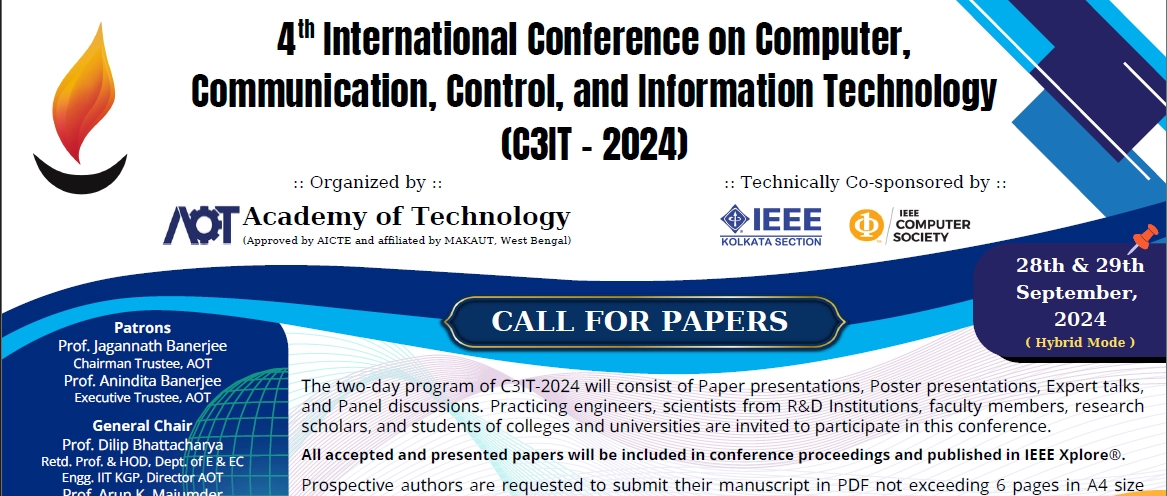 4th International Conference on Computer,
Communication, Control, and Information Technology
(C3IT - 2024)
:: Organized by ::
:: Technically Co-sponsored by ::
AOT Academy of Technology
(Approved by AICTE and affiliated by MAKAUT, West Bengal)
IEEE
KOLKATA SECTION
IEEE
COMPUTER
SOCIETY
28th & 29th
September,
2024
( Hybrid Mode )
CALL FOR PAPERS
Patrons
Prof. Jagannath Banerjee
Chairman Trustee, AOT
Prof. Anindita Banerjee
Executive Trustee, AOT
General Chair
Prof. Dilip Bhattacharya
Retd. Prof. & HOD, Dept. of E & EC
Engg. IIT KGP, Director AOT
Prof. Arun K. Majumder
The two-day program of C3IT-2024 will consist of Paper presentations, Poster presentations, Expert talks,
and Panel discussions. Practicing engineers, scientists from R&D Institutions, faculty members, research
scholars, and students of colleges and universities are invited to participate in this conference.
All accepted and presented papers will be included in conference proceedings and published in IEEE Xplore®.
Prospective authors are requested to submit their manuscript in PDF not exceeding 6 pages in A4 size